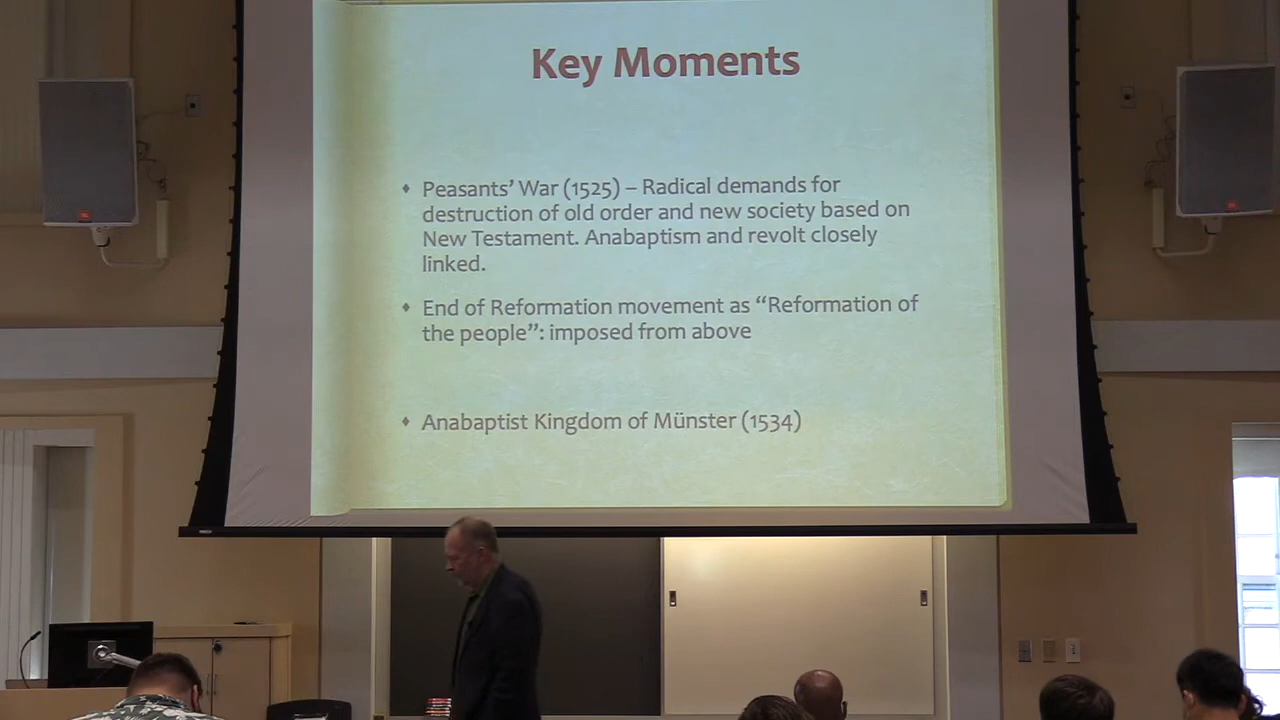 Key Moments
Peasants' War (1525) – Radical demands for
destruction of old order and new society based on
New Testament. Anabaptism and revolt closely
linked.
End of Reformation movement as “Reformation of
the people”: imposed from above
Anabaptist Kingdom of Münster (1534)